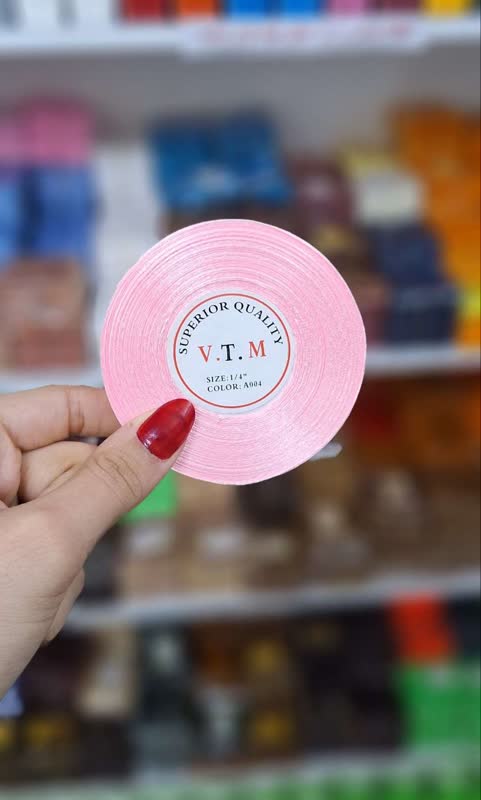 SUPERIOR QUALITY
V.T.M
SIZE:1/4"
COLOR: A004